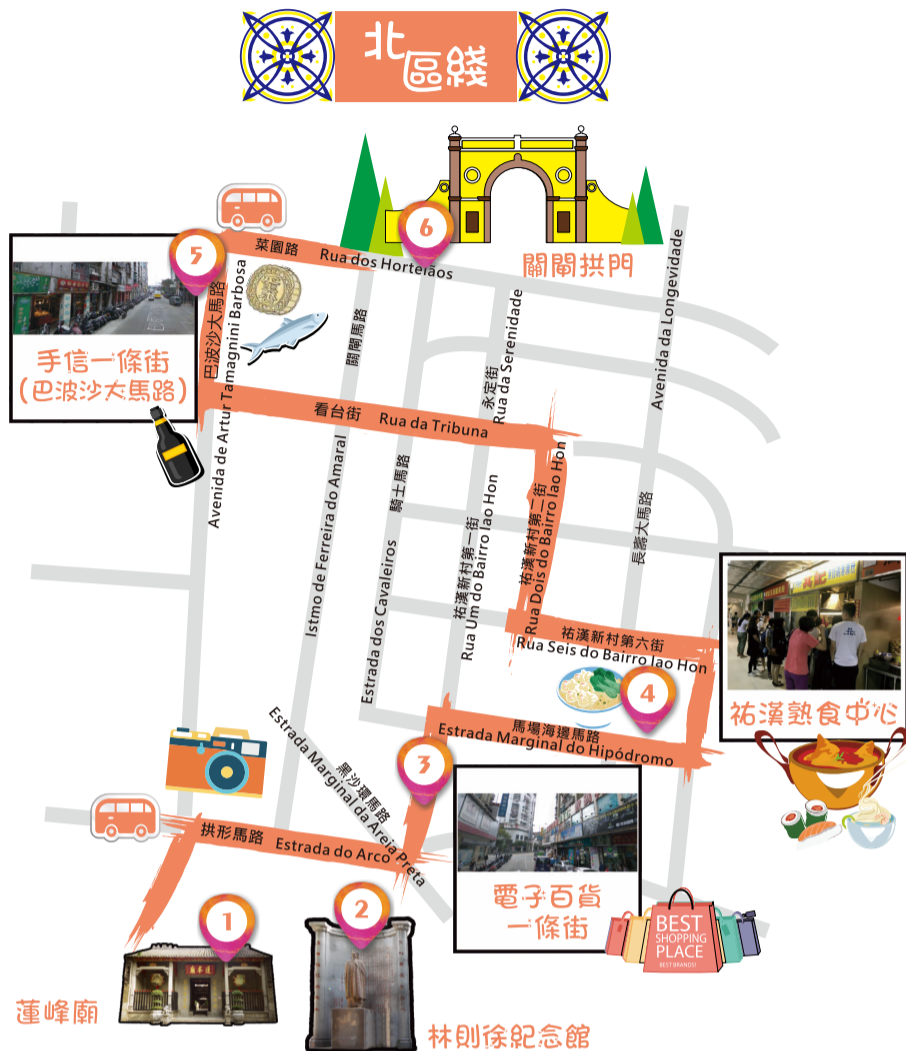 北
區綫
6
關閘拱門
5
菜園路 Rua dos Hortelãos
巴波沙大馬路
Avenida de Artur Tamagnini Barbosa
關閘馬路
Istmo de Ferreira do Amaral
手信一條街
(巴波沙大馬路)
永定街
Rua da Serenidade
Avenida da Longevidade
長壽大馬路
看台街 Rua da Tribuna
騎士馬路
Estrada dos Cavaleiros
祐漢新村第一街
Rua Um do Bairro Iao Hon
祐漢新村第二街
Rua Dois do Bairro Iao Hon
祐漢新村第六街
Rua Seis do Bairro Iao Hon
4
祐漢熟食中心
馬場海邊馬路
Estrada Marginal do Hipódromo
3
黑沙環馬路
Estrada Marginal da Areia Preta
拱形馬路 Estrada do Arco
電子百貨
一條街
BEST
SHOPPING
PLACE
BEST BRANDS!
1
蓮峰廟
2
林則徐紀念館